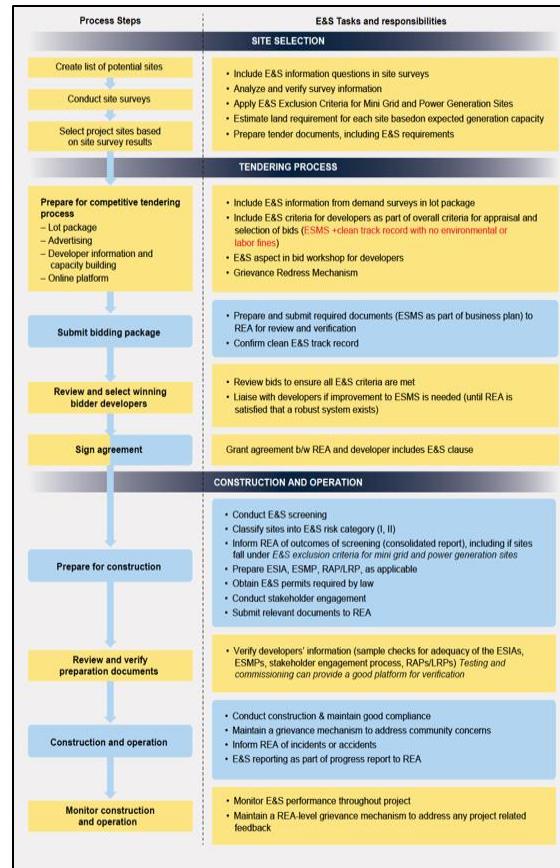 Process Steps
E&S Tasks and responsibilities
SITE SELECTION
Create list of potential sites
Conduct site surveys
Select project sites based
on site survey results
• Include E&S information questions in site surveys
• Analyze and verify survey information
• Apply E&S Exclusion Criteria for Mini Grid and Power Generation Sites
• Estimate land requirement for each site basedon expected generation capacity
• Prepare tender documents, including E&S requirements
TENDERING PROCESS
Prepare for competitive tendering
process
– Lot package
– Advertising
– Developer information and
capacity building
– Online platform
• Include E&S information from demand surveys in lot package
• Include E&S criteria for developers as part of overall criteria for appraisal and
selection of bids (ESMS +clean track record with no environmental or
labor fines)
• E&S aspect in bid workshop for developers
• Grievance Redress Mechanism
Submit bidding package
• Prepare and submit required documents (ESMS as part of business plan) to
REA for review and verification
• Confirm clean E&S track record
Review and select winning
bidder developers
• Review bids to ensure all E&S criteria are met
• Liaise with developers if improvement to ESMS is needed (until REA is
satisfied that a robust system exists)
Sign agreement
Grant agreement b/w REA and developer includes E&S clause
CONSTRUCTION AND OPERATION
Prepare for construction
• Conduct E&S screening
• Classify sites into E&S risk category (I, II)
• Inform REA of outcomes of screening (consolidated report), including if sites
fall under E&S exclusion criteria for mini grid and power generation sites
• Prepare ESIA, ESMP, RAP/LRP, as applicable
• Obtain E&S permits required by law
• Conduct stakeholder engagement
• Submit relevant documents to REA
Review and verify
preparation documents
• Verify developers' information (sample checks for adequacy of the ESIAs,
ESMPs, stakeholder engagement process, RAPs/LRPs) Testing and
commissioning can provide a good platform for verification
Construction and operation
• Conduct construction & maintain good compliance
• Maintain a grievance mechanism to address community concerns
• Inform REA of incidents or accidents
• E&S reporting as part of progress report to REA
Monitor construction
and operation
• Monitor E&S performance throughout project
• Maintain a REA-level grievance mechanism to address any project related
feedback